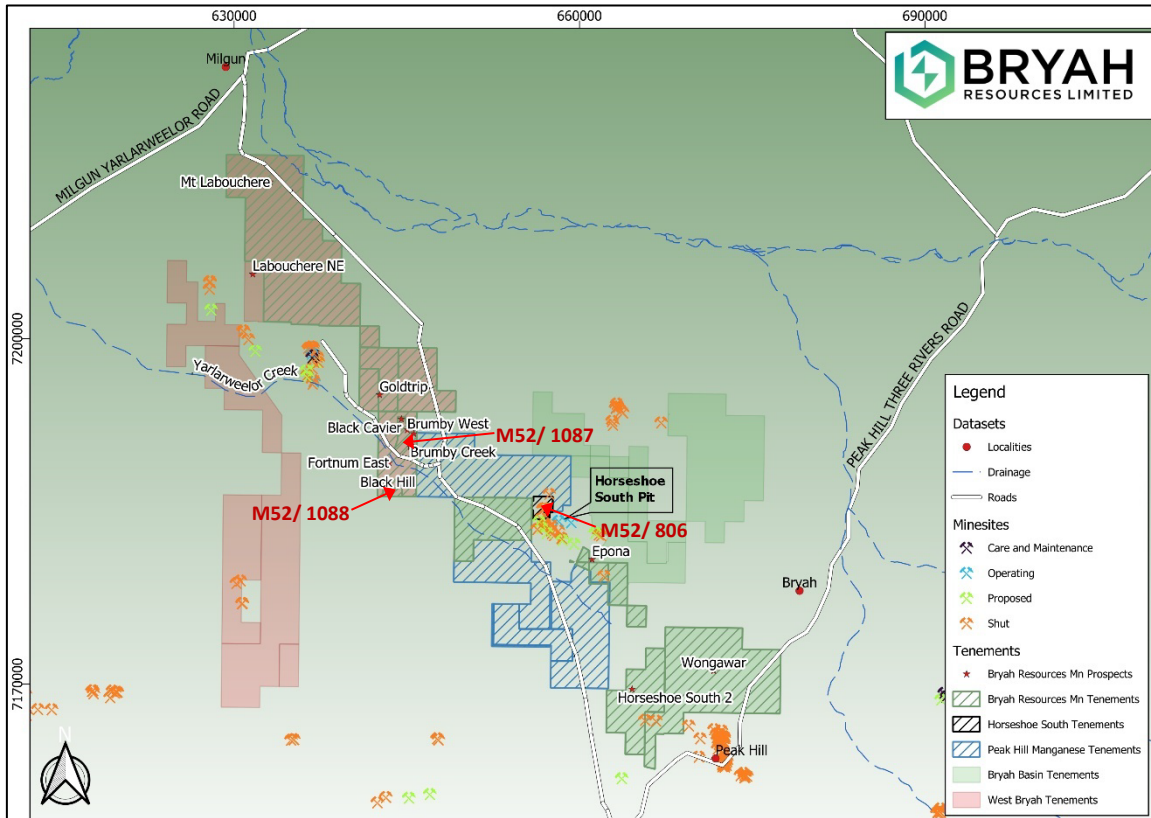 630000
660000
690000
BRYAH
RESOURCES LIMITED
Milgun
MILGUN YARLARWEELOR ROAD
Mt Labouchere
Labouchere NE
7200000
Yarlarweelor Creek
Goldtrip
Black Cavier
Brumby West
M52/ 1087
Fortnum East
Brumby Creek
Black Hill
M52/ 1088
Horseshoe
South Pit
M52/ 806
Epona
PEAK HILL THREE RIVERS ROAD
Bryah
Wongawar
Horseshoe South 2
7170000
Peak Hill
N
Legend
Datasets
Localities
Drainage
Roads
Minesites
Care and Maintenance
Operating
Proposed
Shut
Tenements
Bryah Resources Mn Prospects
Bryah Resources Mn Tenements
Horseshoe South Tenements
Peak Hill Manganese Tenements
Bryah Basin Tenements
West Bryah Tenements